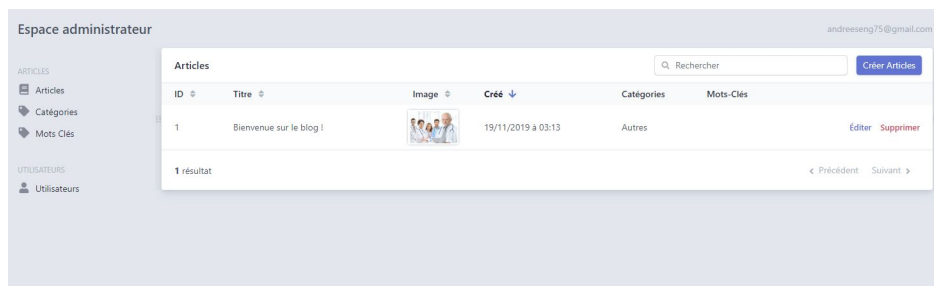 Espace administrateur
andreeseng75@gmail.com
ARTICLES
Articles
Catégories
Mots Clés
UTILISATEURS
Utilisateurs
Articles
Rechercher
Créer Articles
ID Titre Image Créé Catégories Mots-Clés
1 Bienvenue sur le blog ! 19/11/2019 à 03:13 Autres Éditer Supprimer
1 résultat
Précédent Suivant